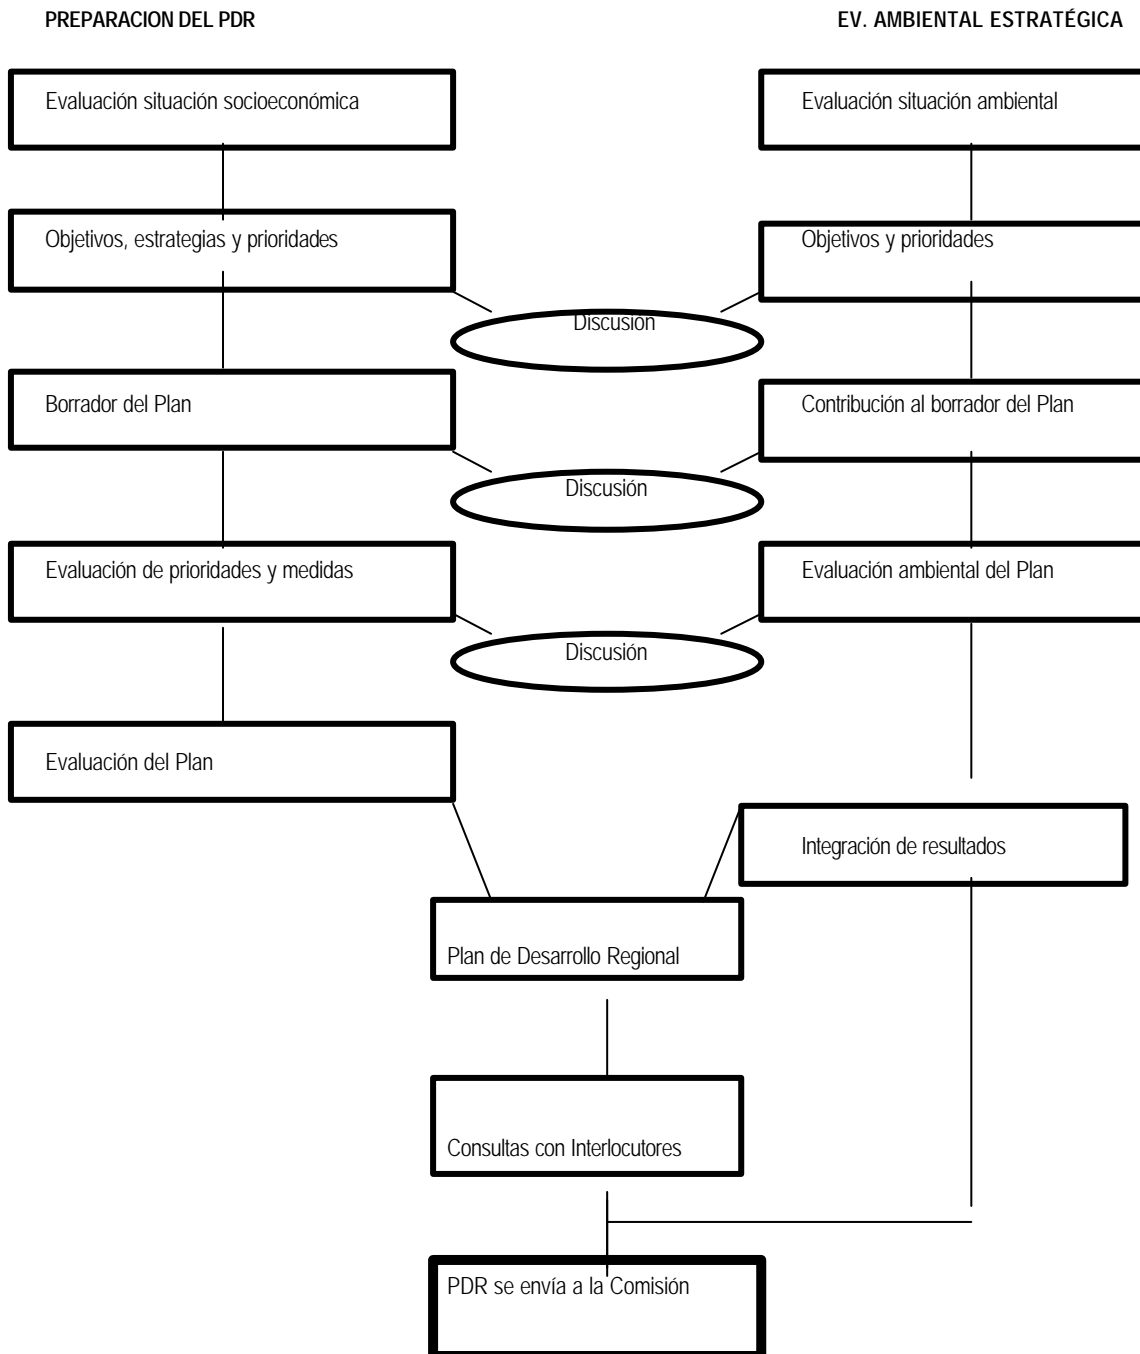 PREPARACION DEL PDR
EV. AMBIENTAL ESTRATÉGICA
Evaluación situación socioeconómica
Evaluación situación ambiental
Objetivos, estrategias y prioridades
Objetivos y prioridades
Discusión
Borrador del Plan
Contribución al borrador del Plan
Discusión
Evaluación de prioridades y medidas
Evaluación ambiental del Plan
Discusión
Evaluación del Plan
Integración de resultados
Plan de Desarrollo Regional
Consultas con Interlocutores
PDR se envía a la Comisión